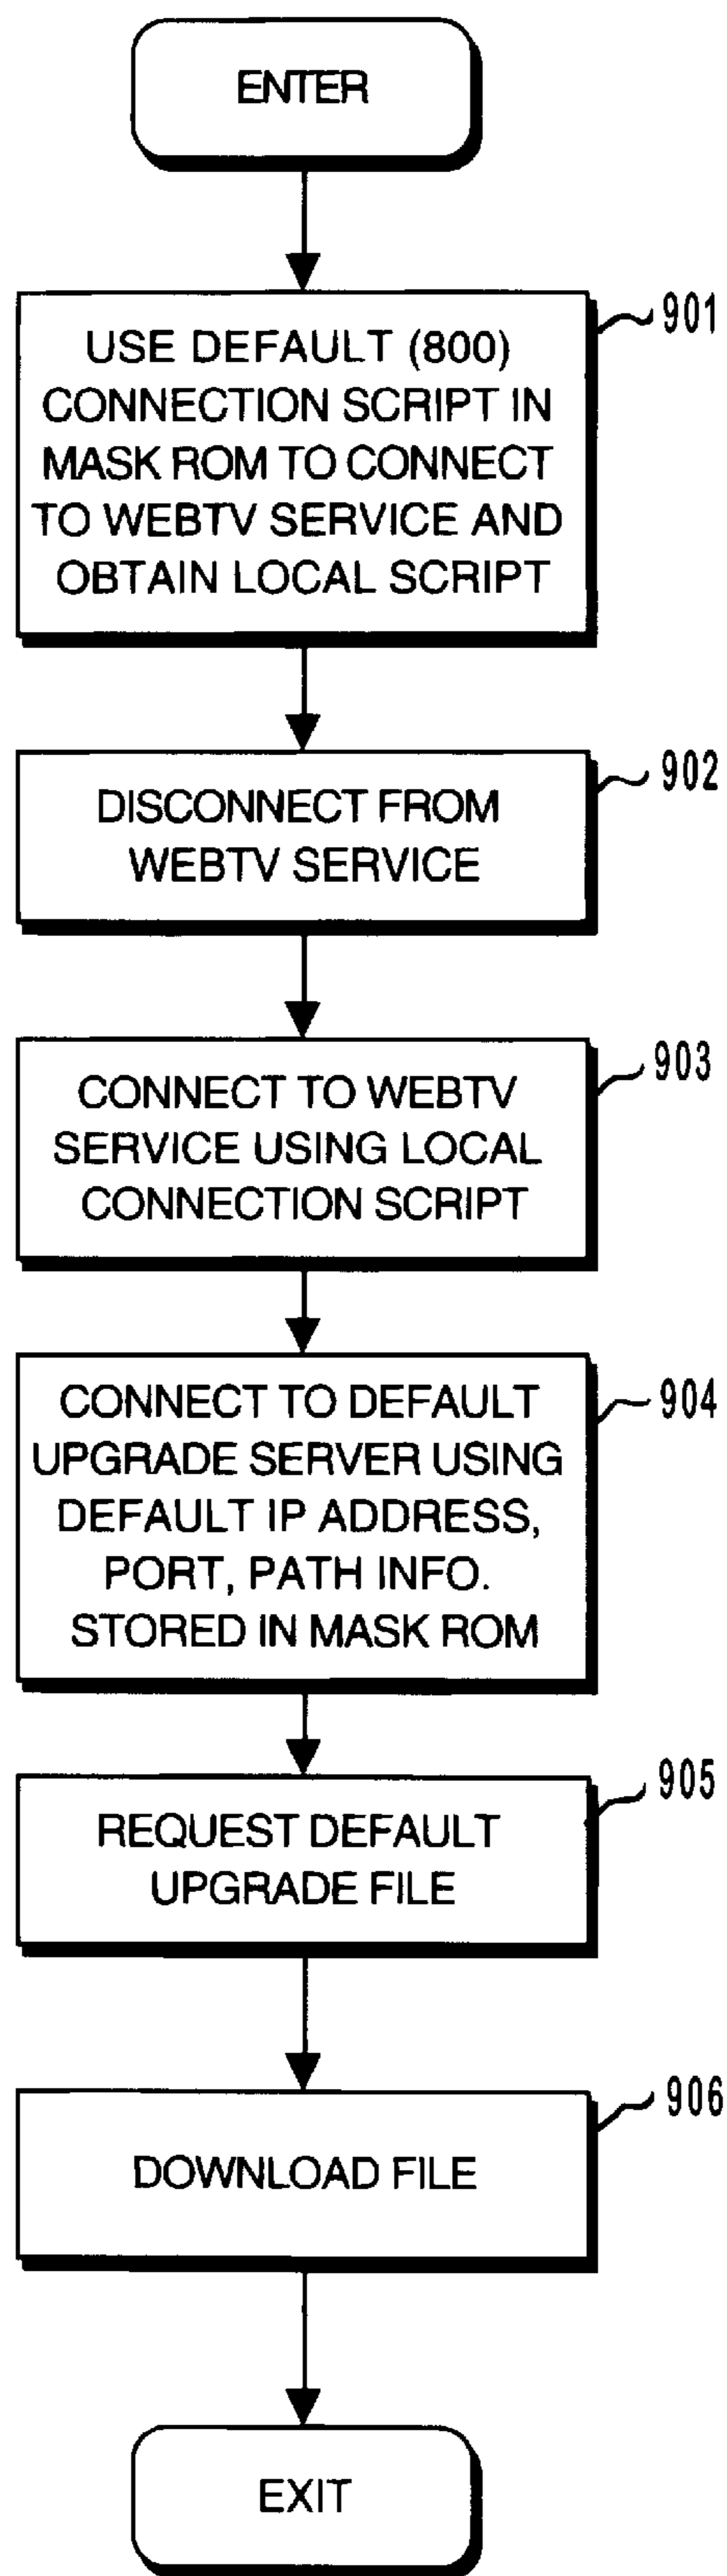 ENTER
901
USE DEFAULT (800)
CONNECTION SCRIPT IN
MASK ROM TO CONNECT
TO WEBTV SERVICE AND
OBTAIN LOCAL SCRIPT
902
DISCONNECT FROM
WEBTV SERVICE
903
CONNECT TO WEBTV
SERVICE USING LOCAL
CONNECTION SCRIPT
904
CONNECT TO DEFAULT
UPGRADE SERVER USING
DEFAULT IP ADDRESS,
PORT, PATH INFO.
STORED IN MASK ROM
905
REQUEST DEFAULT
UPGRADE FILE
906
DOWNLOAD FILE
EXIT